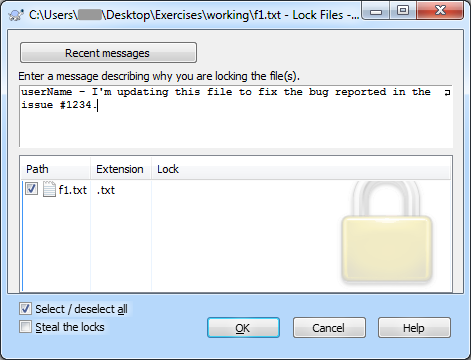 C:\Users\ \Desktop\Exercises\working\f1.txt - Lock Files -...
Recent messages
Enter a message describing why you are locking the file(s).
userName - I'm updating this file to fix the bug reported in the
issue #1234.
Path Extension Lock
f1.txt .txt
Select / deselect all
Steal the locks
OK Cancel Help